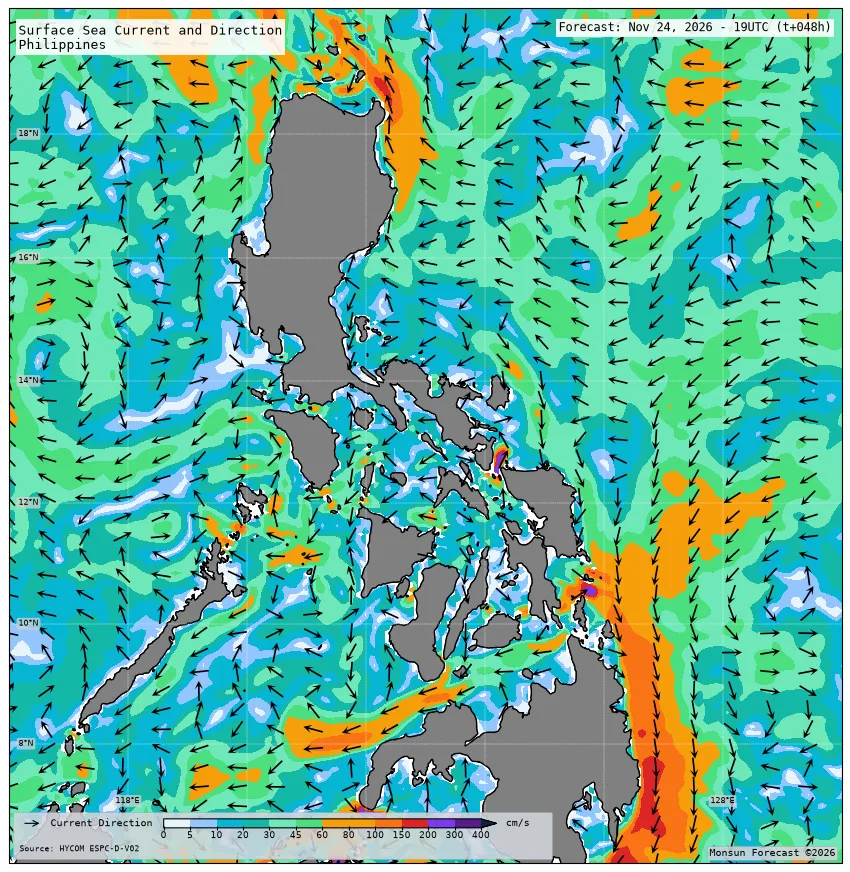 Surface Sea Current and Direction
Philippines
Forecast: Nov 24, 2026 - 19UTC (t+048h)
18°N
16°N
14°N
12°N
10°N
8°N
118°E
128°E
Current Direction
0 5 10 20 30 45 60 80 100 150 200 300 400
cm/s
Source: HYCOM ESPC-D-V02
Monsun Forecast ©2026